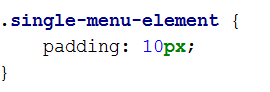 .single-menu-element {
    padding: 10px;
}